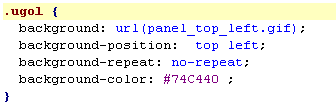 .ugol {
background: url(panel_top_left.gif);
background-position: top left;
background-repeat: no-repeat;
background-color: #74C440 ;
}